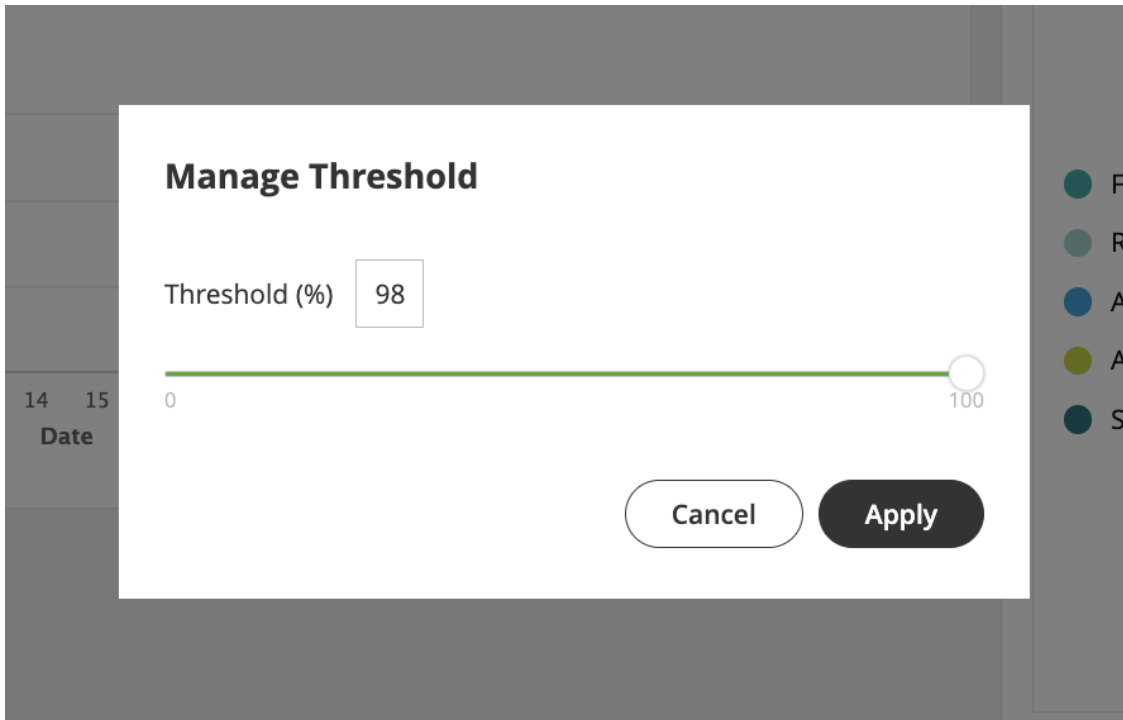 Manage Threshold
Threshold (%) 98
0 100
Cancel Apply
14 15
Date
F
R
A
A
S